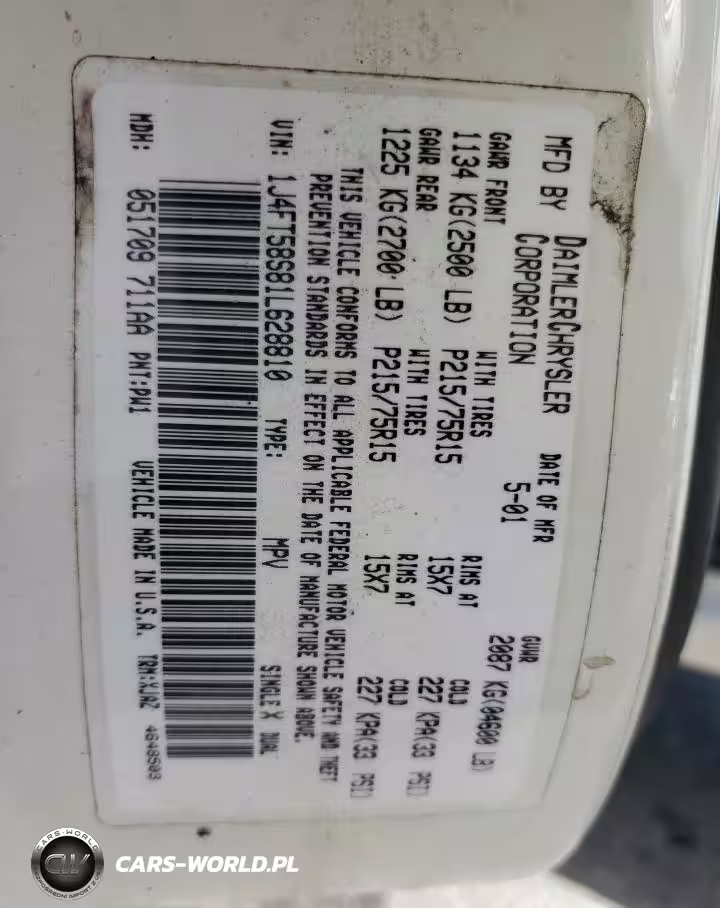 MFD BY DAIMLERCHRYSLER CORPORATION
DATE OF MFR 5-01
GVWR 2087 KG(04600 LB)
GAWR FRONT WITH TIRES RIMS AT COLD
1134 KG(2500 LB) P215/75R15 15X7 227 KPA(33 PSI)
GAWR REAR WITH TIRES RIMS AT COLD
1225 KG(2700 LB) P215/75R15 15X7 227 KPA(33 PSI)
THIS VEHICLE CONFORMS TO ALL APPLICABLE FEDERAL MOTOR VEHICLE SAFETY AND THEFT
PREVENTION STANDARDS IN EFFECT ON THE DATE OF MANUFACTURE SHOWN ABOVE.
VIN: 1J4FT58S81L628810 TYPE: MPV SINGLE X DUAL
MDH: 051709 711AA PNT:PW1 VEHICLE MADE IN U.S.A. TRM:XJAZ 4648503
CARS-WORLD
CW
CARS-WORLD.PL